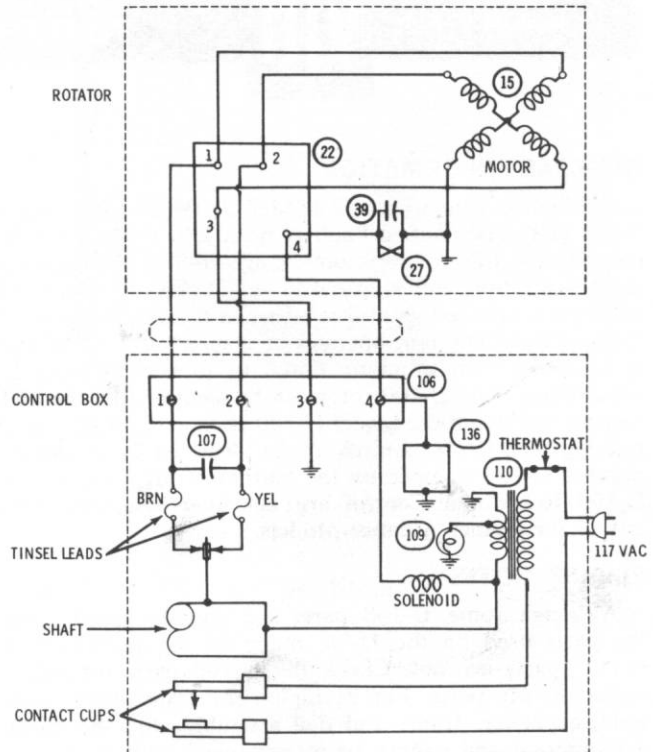 ROTATOR
15
1
2
22
MOTOR
3
39
4
27
CONTROL BOX
1
2
3
4
106
107
136
THERMOSTAT
110
BRN
YEL
109
117 VAC
TINSEL LEADS
SOLENOID
SHAFT
CONTACT CUPS